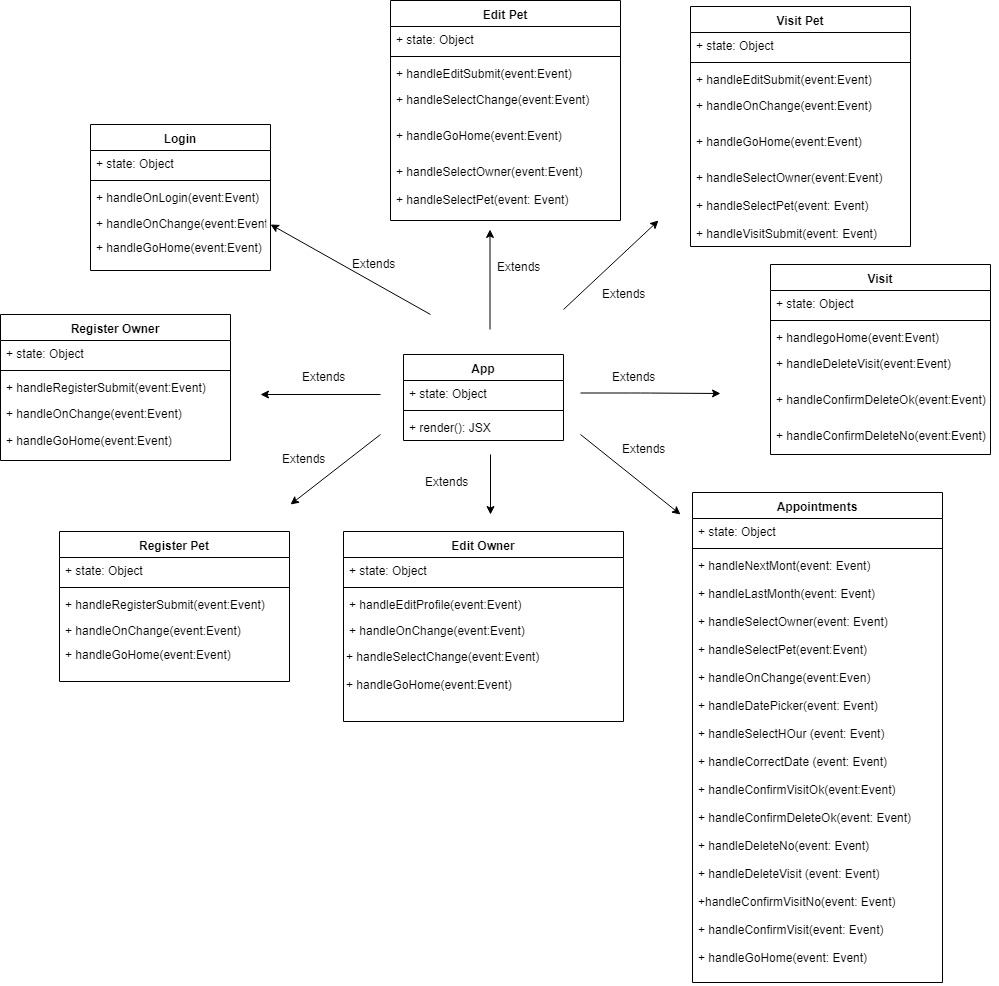 Edit Pet
+ state: Object
+ handleEditSubmit(event:Event)
+ handleSelectChange(event:Event)
+ handleGoHome(event:Event)
+ handleSelectOwner(event:Event)
+ handleSelectPet(event: Event)
Visit Pet
+ state: Object
+ handleEditSubmit(event:Event)
+ handleOnChange(event:Event)
+ handleGoHome(event:Event)
+ handleSelectOwner(event:Event)
+ handleSelectPet(event: Event)
+ handleVisitSubmit(event: Event)
Login
+ state: Object
+ handleOnLogin(event:Event)
+ handleOnChange(event:Event
+ handleGoHome(event:Event)
Extends
Extends
Extends
Visit
+ state: Object
+ handlegoHome(event:Event)
+ handleDeleteVisit(event:Event)
+ handleConfirmDeleteOk(event:Event)
+ handleConfirmDeleteNo(event:Event)
Register Owner
+ state: Object
+ handleRegisterSubmit(event:Event)
+ handleOnChange(event:Event)
+ handleGoHome(event:Event)
Extends
App
+ state: Object
+ render(): JSX
Extends
Extends
Extends
Extends
Register Pet
+ state: Object
+ handleRegisterSubmit(event:Event)
+ handleOnChange(event:Event)
+ handleGoHome(event:Event)
Edit Owner
+ state: Object
+ handleEditProfile(event:Event)
+ handleOnChange(event:Event)
+ handleSelectChange(event:Event)
+ handleGoHome(event:Event)
Appointments
+ state: Object
+ handleNextMont(event: Event)
+ handleLastMonth(event: Event)
+ handleSelectOwner(event: Event)
+ handleSelectPet(event:Event)
+ handleOnChange(event:Even)
+ handleDatePicker(event: Event)
+ handleSelectHOur (event: Event)
+ handleCorrectDate (event: Event)
+ handleConfirmVisitOk(event:Event)
+ handleConfirmDeleteOk(event: Event)
+ handleDeleteNo(event: Event)
+ handleDeleteVisit (event: Event)
+handleConfirmVisitNo(event: Event)
+ handleConfirmVisit(event: Event)
+ handleGoHome(event: Event)